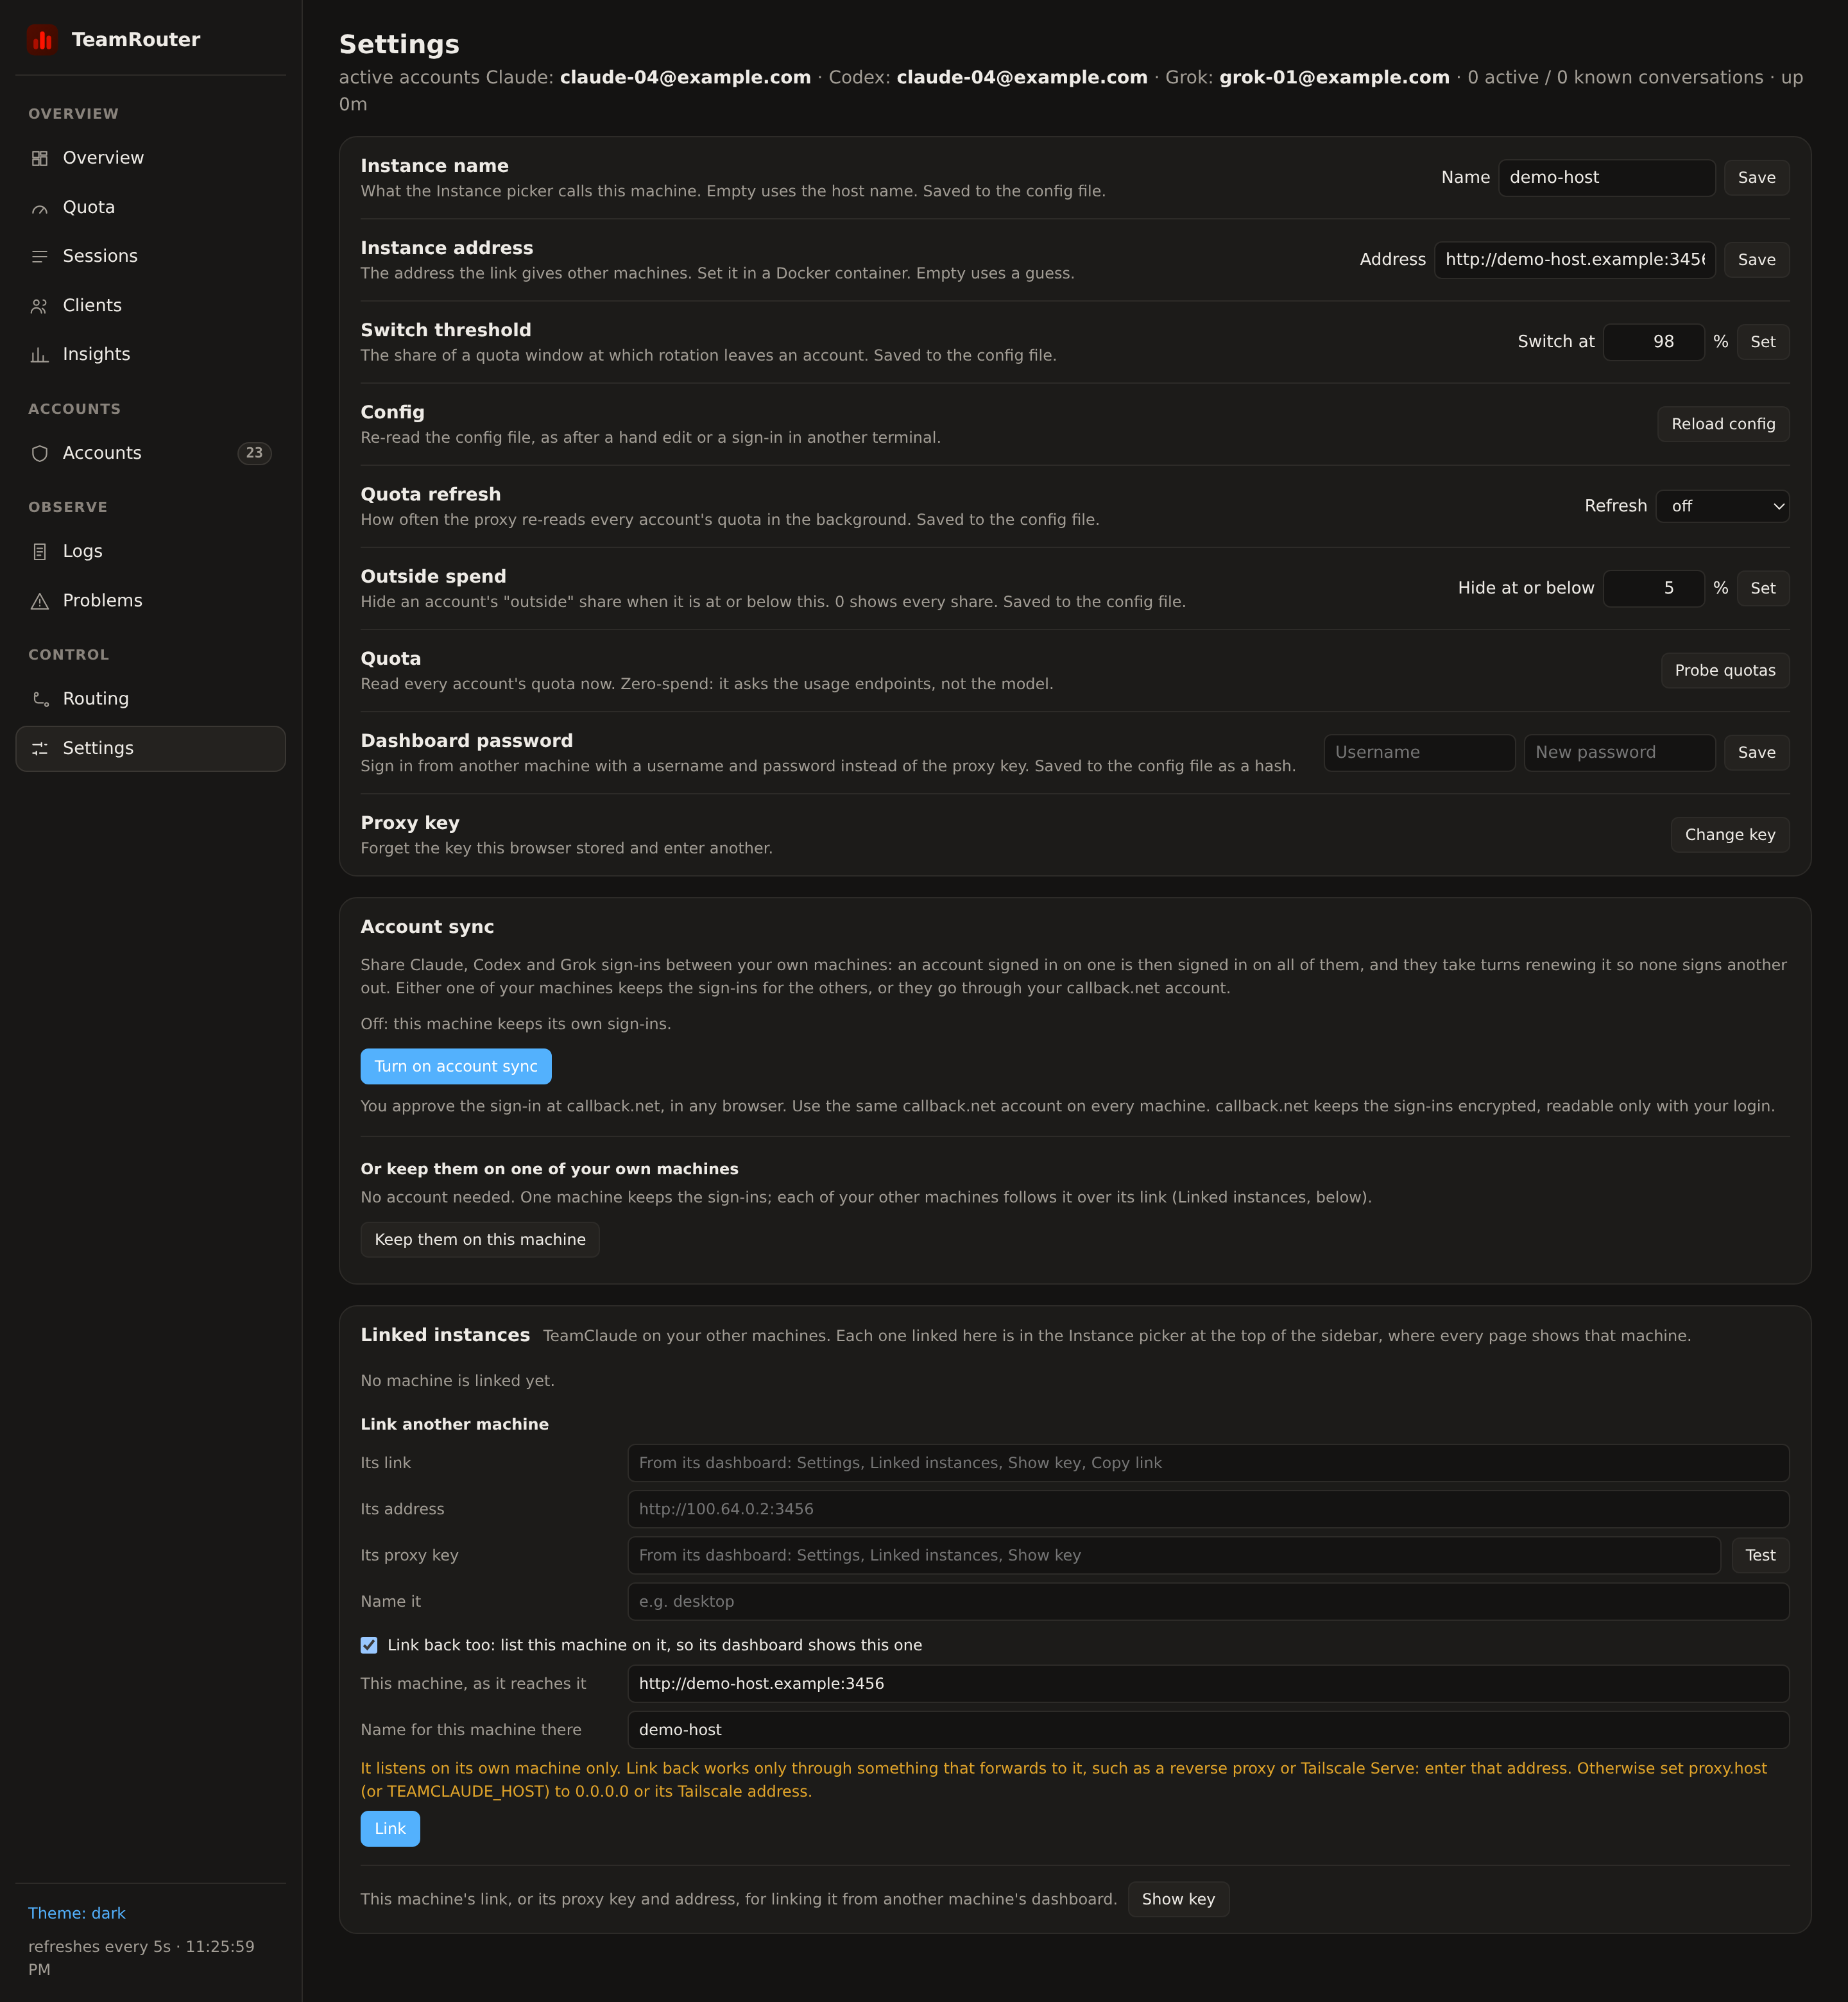 TeamRouter
OVERVIEW
Overview
Quota
Sessions
Clients
Insights
ACCOUNTS
Accounts 23
OBSERVE
Logs
Problems
CONTROL
Routing
Settings
Theme: dark
refreshes every 5s · 11:25:59
PM
Settings
active accounts Claude: claude-04@example.com · Codex: claude-04@example.com · Grok: grok-01@example.com · 0 active / 0 known conversations · up
0m
Instance name
What the Instance picker calls this machine. Empty uses the host name. Saved to the config file.
Name demo-host Save
Instance address
The address the link gives other machines. Set it in a Docker container. Empty uses a guess.
Address http://demo-host.example:3456 Save
Switch threshold
The share of a quota window at which rotation leaves an account. Saved to the config file.
Switch at 98 % Set
Config
Re-read the config file, as after a hand edit or a sign-in in another terminal.
Reload config
Quota refresh
How often the proxy re-reads every account's quota in the background. Saved to the config file.
Refresh off
Outside spend
Hide an account's "outside" share when it is at or below this. 0 shows every share. Saved to the config file.
Hide at or below 5 % Set
Quota
Read every account's quota now. Zero-spend: it asks the usage endpoints, not the model.
Probe quotas
Dashboard password
Sign in from another machine with a username and password instead of the proxy key. Saved to the config file as a hash.
Username New password Save
Proxy key
Forget the key this browser stored and enter another.
Change key
Account sync
Share Claude, Codex and Grok sign-ins between your own machines: an account signed in on one is then signed in on all of them, and they take turns renewing it so none signs another
out. Either one of your machines keeps the sign-ins for the others, or they go through your callback.net account.
Off: this machine keeps its own sign-ins.
Turn on account sync
You approve the sign-in at callback.net, in any browser. Use the same callback.net account on every machine. callback.net keeps the sign-ins encrypted, readable only with your login.
Or keep them on one of your own machines
No account needed. One machine keeps the sign-ins; each of your other machines follows it over its link (Linked instances, below).
Keep them on this machine
Linked instances TeamClaude on your other machines. Each one linked here is in the Instance picker at the top of the sidebar, where every page shows that machine.
No machine is linked yet.
Link another machine
Its link From its dashboard: Settings, Linked instances, Show key, Copy link
Its address http://100.64.0.2:3456
Its proxy key From its dashboard: Settings, Linked instances, Show key Test
Name it e.g. desktop
Link back too: list this machine on it, so its dashboard shows this one
This machine, as it reaches it http://demo-host.example:3456
Name for this machine there demo-host
It listens on its own machine only. Link back works only through something that forwards to it, such as a reverse proxy or Tailscale Serve: enter that address. Otherwise set proxy.host
(or TEAMCLAUDE_HOST) to 0.0.0.0 or its Tailscale address.
Link
This machine's link, or its proxy key and address, for linking it from another machine's dashboard. Show key